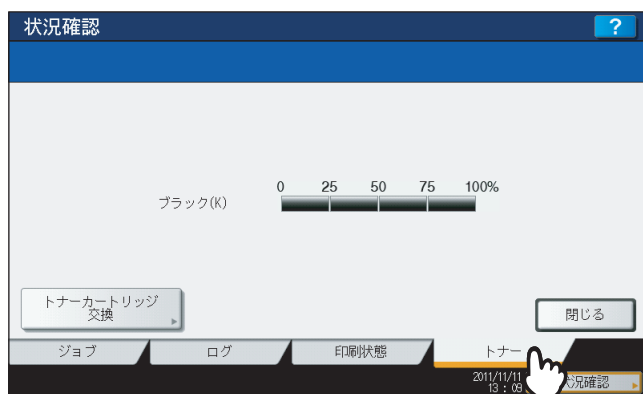 状況確認 ?
0 25 50 75 100%
ブラック(K)
トナーカートリッジ
交換
閉じる
ジョブ ログ 印刷状態 トナー
2011/11/11
13 : 09
況確認